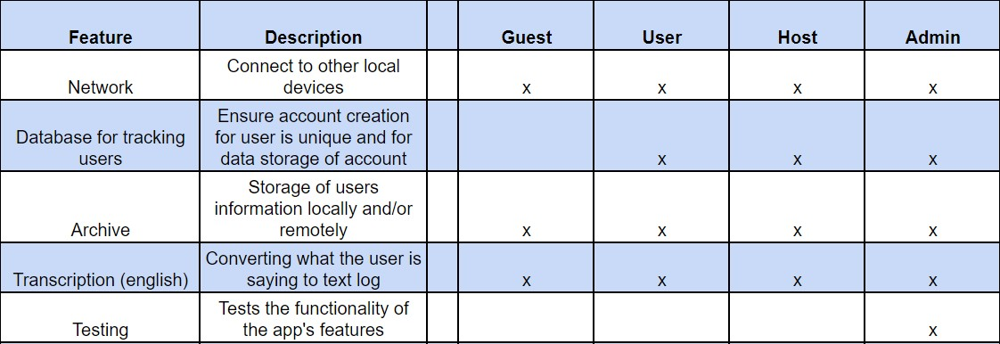 Feature Description Guest User Host Admin
Connect to other local
devices
Network x x x x
Ensure account creation
for user is unique and for
data storage of account
Database for tracking
users x x x
Storage of users
information locally and/or
remotely
Archive x x x x
Converting what the user is
saying to text log
Transcription (english) x x x x
Tests the functionality of
the app's features
Testing x